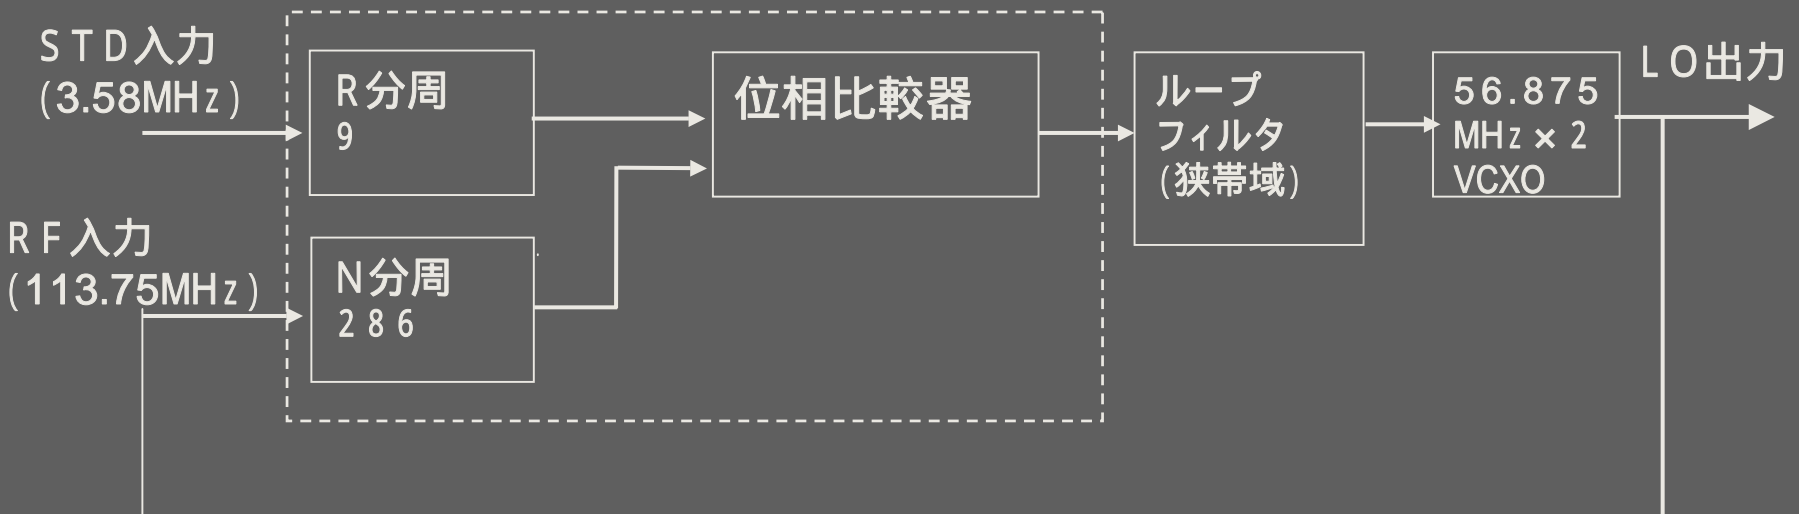 STD入力
(3.58MHz)
R分周
9
位相比較器
ループ
フィルタ
(狭帯域)
56.875
MHz×2
VCXO
LO出力
RF入力
(113.75MHz)
N分周
286